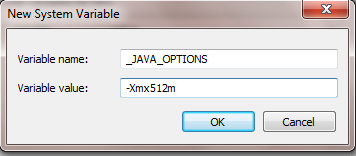 New System Variable
Variable name: _JAVA_OPTIONS
Variable value: -Xmx512m
OK Cancel